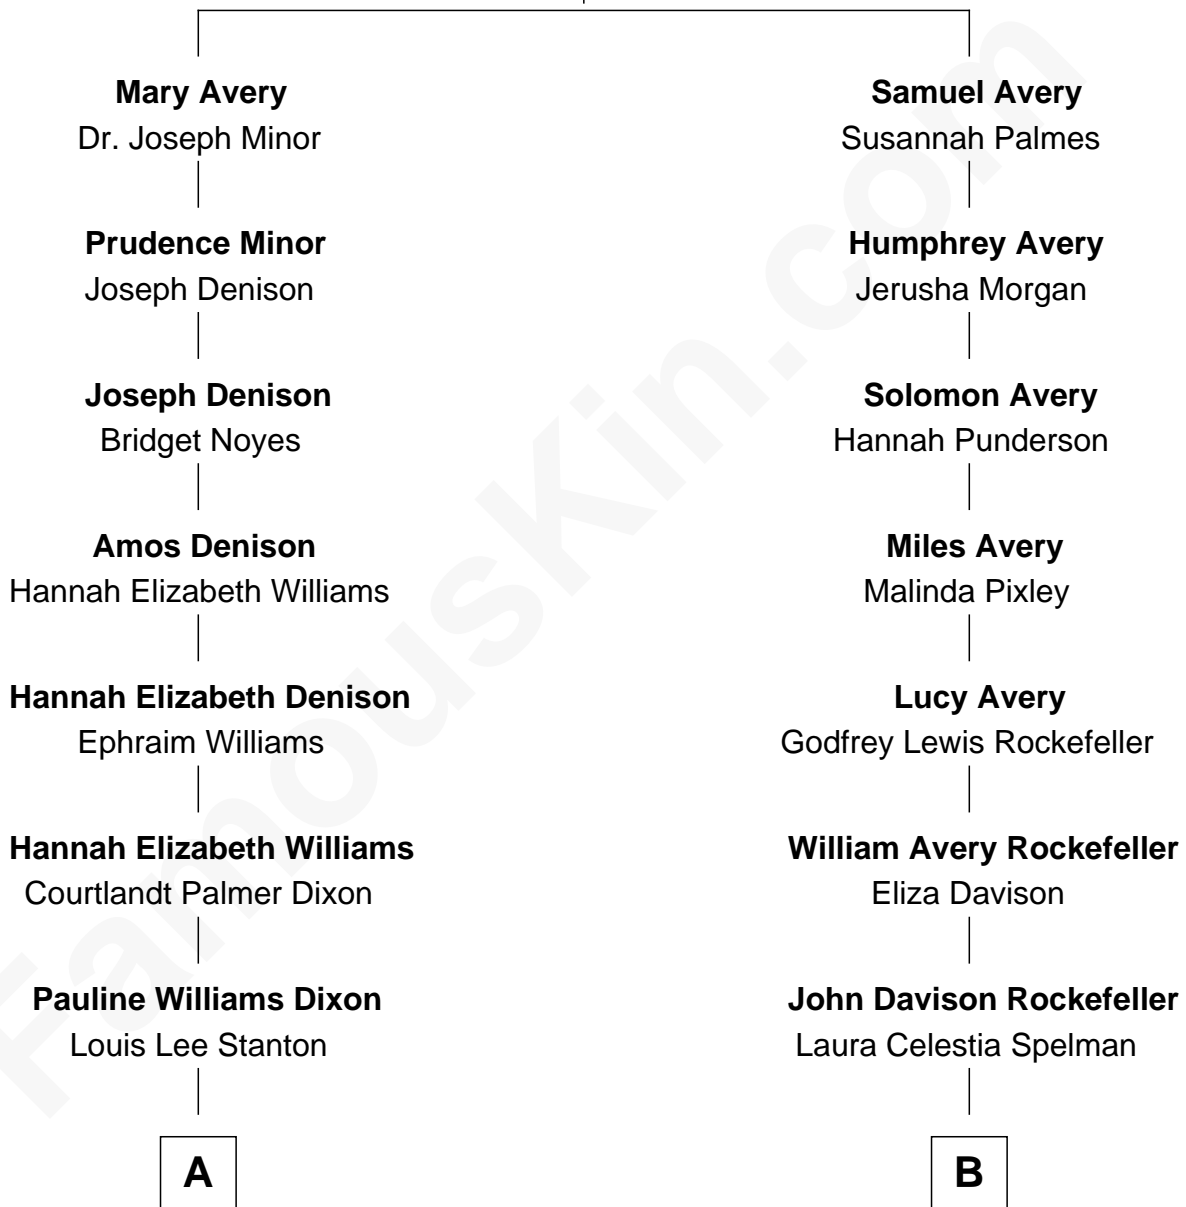 Mary Avery
Dr. Joseph Minor
Prudence Minor
Joseph Denison
Joseph Denison
Bridget Noyes
Amos Denison
Hannah Elizabeth Williams
Hannah Elizabeth Denison
Ephraim Williams
Hannah Elizabeth Williams
Courtlandt Palmer Dixon
Pauline Williams Dixon
Louis Lee Stanton
A
Samuel Avery
Susannah Palmes
Humphrey Avery
Jerusha Morgan
Solomon Avery
Hannah Punderson
Miles Avery
Malinda Pixley
Lucy Avery
Godfrey Lewis Rockefeller
William Avery Rockefeller
Eliza Davison
John Davison Rockefeller
Laura Celestia Spelman
B
FamousKin.com